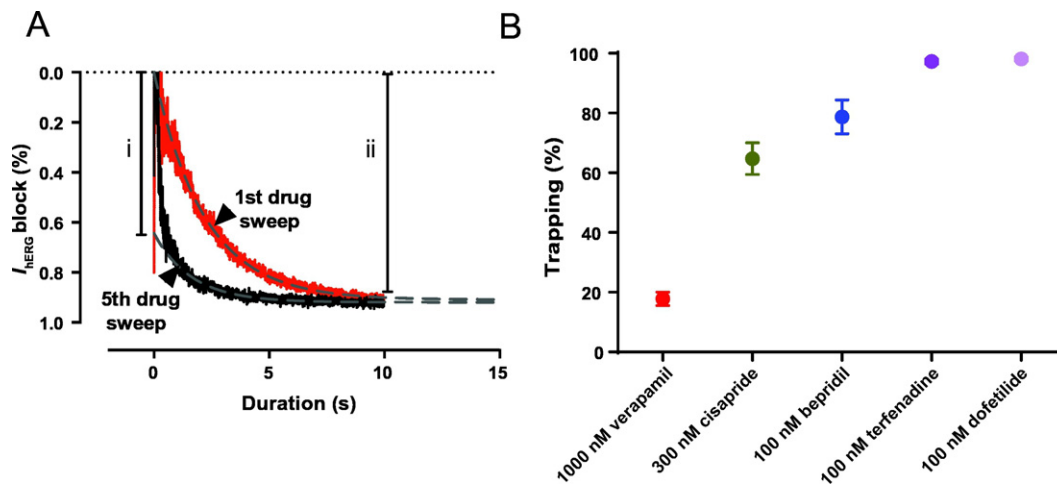 A
0.0
0.2
0.4
0.6
0.8
1.0
I hERG block (%)
i
ii
1st drug
sweep
5th drug
sweep
0
5
10
15
Duration (s)
B
100
80
60
40
20
0
Trapping (%)
1000 nM verapamil
300 nM cisapride
100 nM bepridil
100 nM terfenadine
100 nM dofetilide